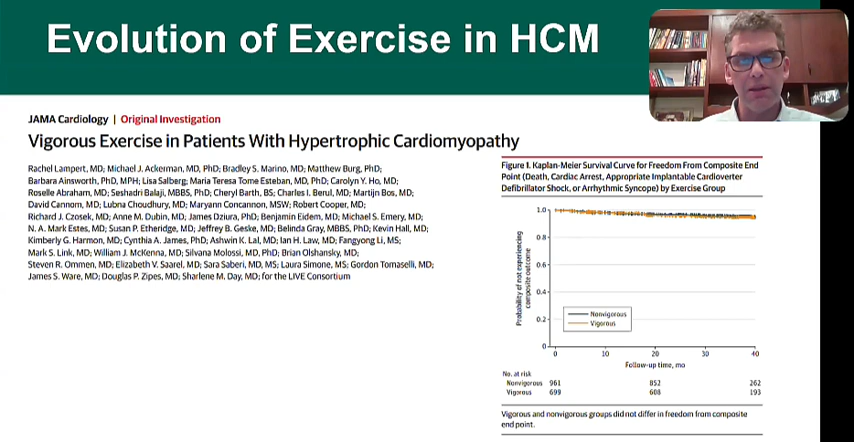 Evolution of Exercise in HCM
JAMA Cardiology | Original Investigation
Vigorous Exercise in Patients With Hypertrophic Cardiomyopathy
Rachel Lampert, MD; Michael J. Ackerman, MD, PhD; Bradley S. Marino, MD; Matthew Burg, PhD;
Barbara Ainsworth, PhD, MPH; Lisa Salberg; Maria Teresa Tome Esteban, MD, PhD; Carolyn Y. Ho, MD;
Roselle Abraham, MD; Seshadri Balaji, MBBS, PhD; Cheryl Barth, BS; Charles I. Berul, MD; Martijn Bos, MD;
David Cannom, MD; Lubna Choudhury, MD; Maryann Concannon, MSW; Robert Cooper, MD;
Richard J. Czosek, MD; Anne M. Dubin, MD; James Dziura, PhD; Benjamin Eidem, MD; Michael S. Emery, MD;
N. A. Mark Estes, MD; Susan P. Etheridge, MD; Jeffrey B. Geske, MD; Belinda Gray, MBBS, PhD; Kevin Hall, MD;
Kimberly G. Harmon, MD; Cynthia A. James, PhD; Ashwin K. Lal, MD; Ian H. Law, MD; Fangyong Li, MS;
Mark S. Link, MD; William J. McKenna, MD; Silvana Molossi, MD, PhD; Brian Olshansky, MD;
Steven R. Ommen, MD; Elizabeth V. Saarel, MD; Sara Saberi, MD, MS; Laura Simone, MS; Gordon Tomaselli, MD;
James S. Ware, MD; Douglas P. Zipes, MD; Sharlene M. Day, MD; for the LIVE Consortium
Figure 1. Kaplan-Meier Survival Curve for Freedom From Composite End
Point (Death, Cardiac Arrest, Appropriate Implantable Cardioverter
Defibrillator Shock, or Arrhythmic Syncope) by Exercise Group
Probability of not experiencing
composite outcome
1.0
0.8
0.6
0.4
0.2
0
Nonvigorous
Vigorous
0 10 20 30 40
Follow-up time, mo
No. at risk
Nonvigorous 961 852 262
Vigorous 699 608 193
Vigorous and nonvigorous groups did not differ in freedom from composite
end point.